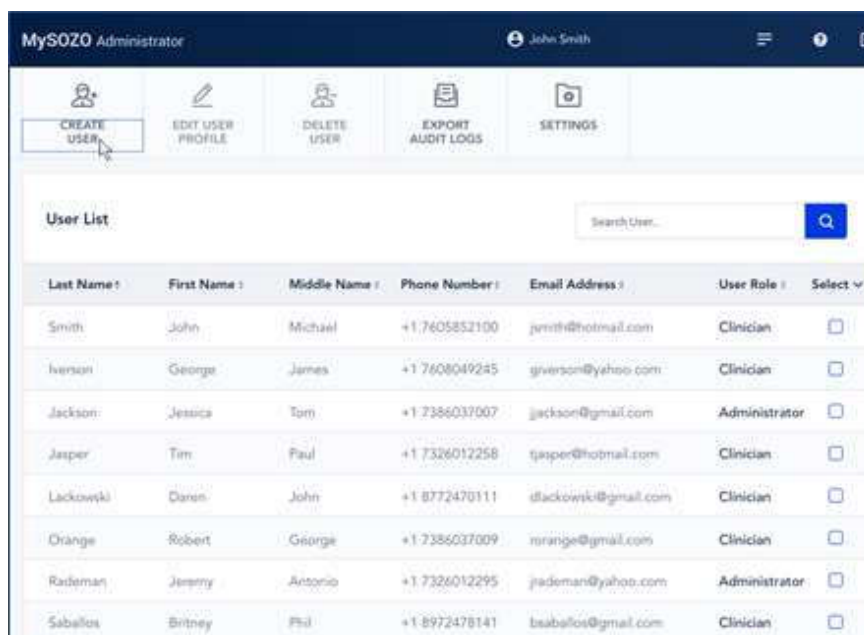 MySOZO Administrator John Smith
CREATE USER EDIT USER PROFILE DELETE USER EXPORT AUDIT LOGS SETTINGS
User List Search User...
Last Name First Name Middle Name Phone Number Email Address User Role Select
Smith John Michael +1 7605852100 jsmith@hotmail.com Clinician
Iverson George James +1 7608049245 giverson@yahoo.com Clinician
Jackson Jessica Tom +1 7386037007 jjackson@gmail.com Administrator
Jasper Tim Paul +1 7326012258 tjasper@hotmail.com Clinician
Lackowski Daren John +1 8772470111 dlackowski@gmail.com Clinician
Orange Robert George +1 7386037009 rorange@gmail.com Clinician
Rademan Jeremy Antonio +1 7326012295 jrademan@yahoo.com Administrator
Saballos Britney Phil +1 8972478141 bsaballos@gmail.com Clinician